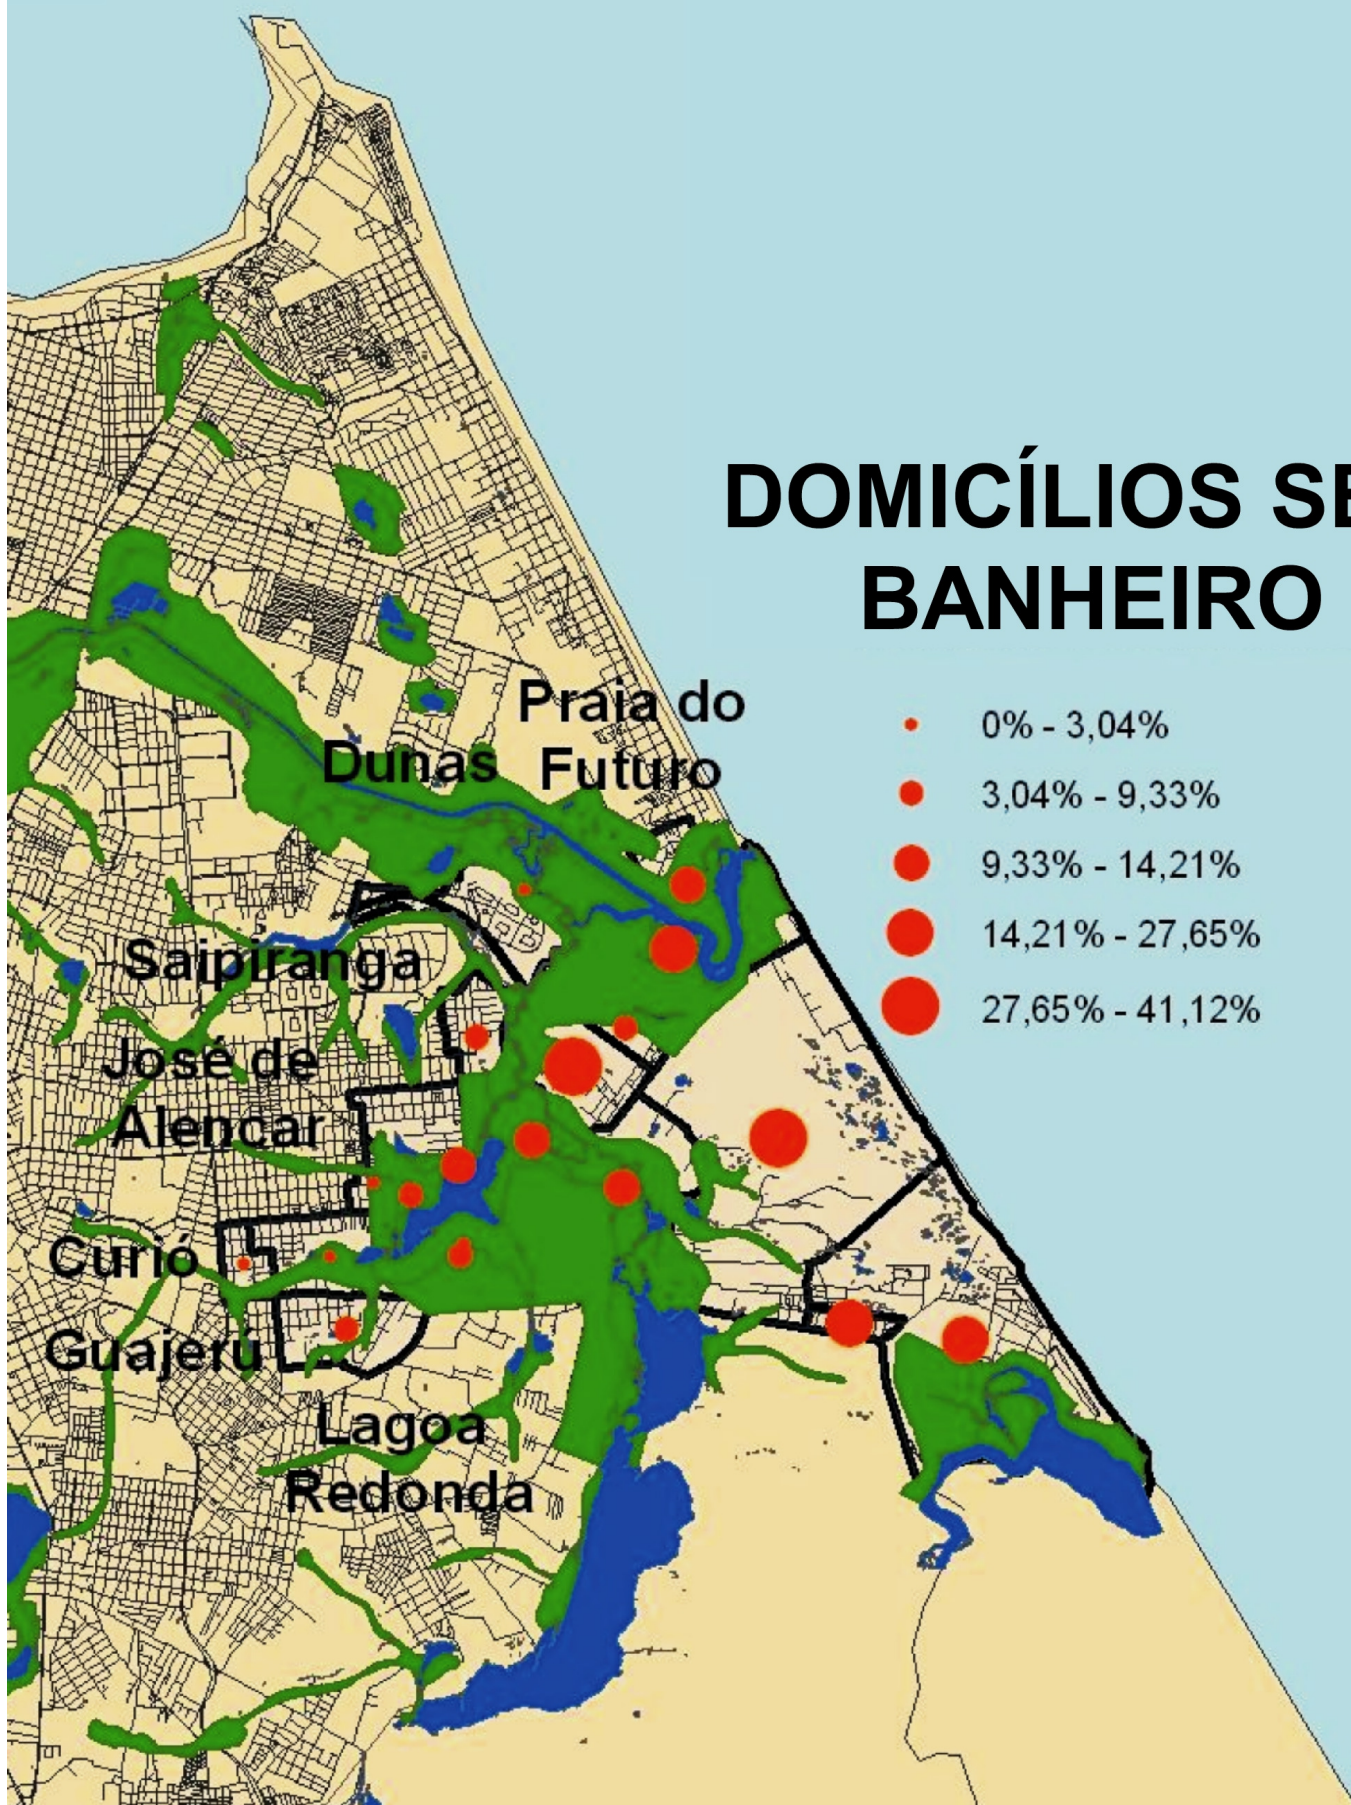 DOMICÍLIOS SE
BANHEIRO
Praia do
Futuro
Dunas
0% - 3,04%
3,04% - 9,33%
9,33% - 14,21%
14,21% - 27,65%
27,65% - 41,12%
Saipiranga
José de
Alencar
Curió
Guajerú
Lagoa
Redonda